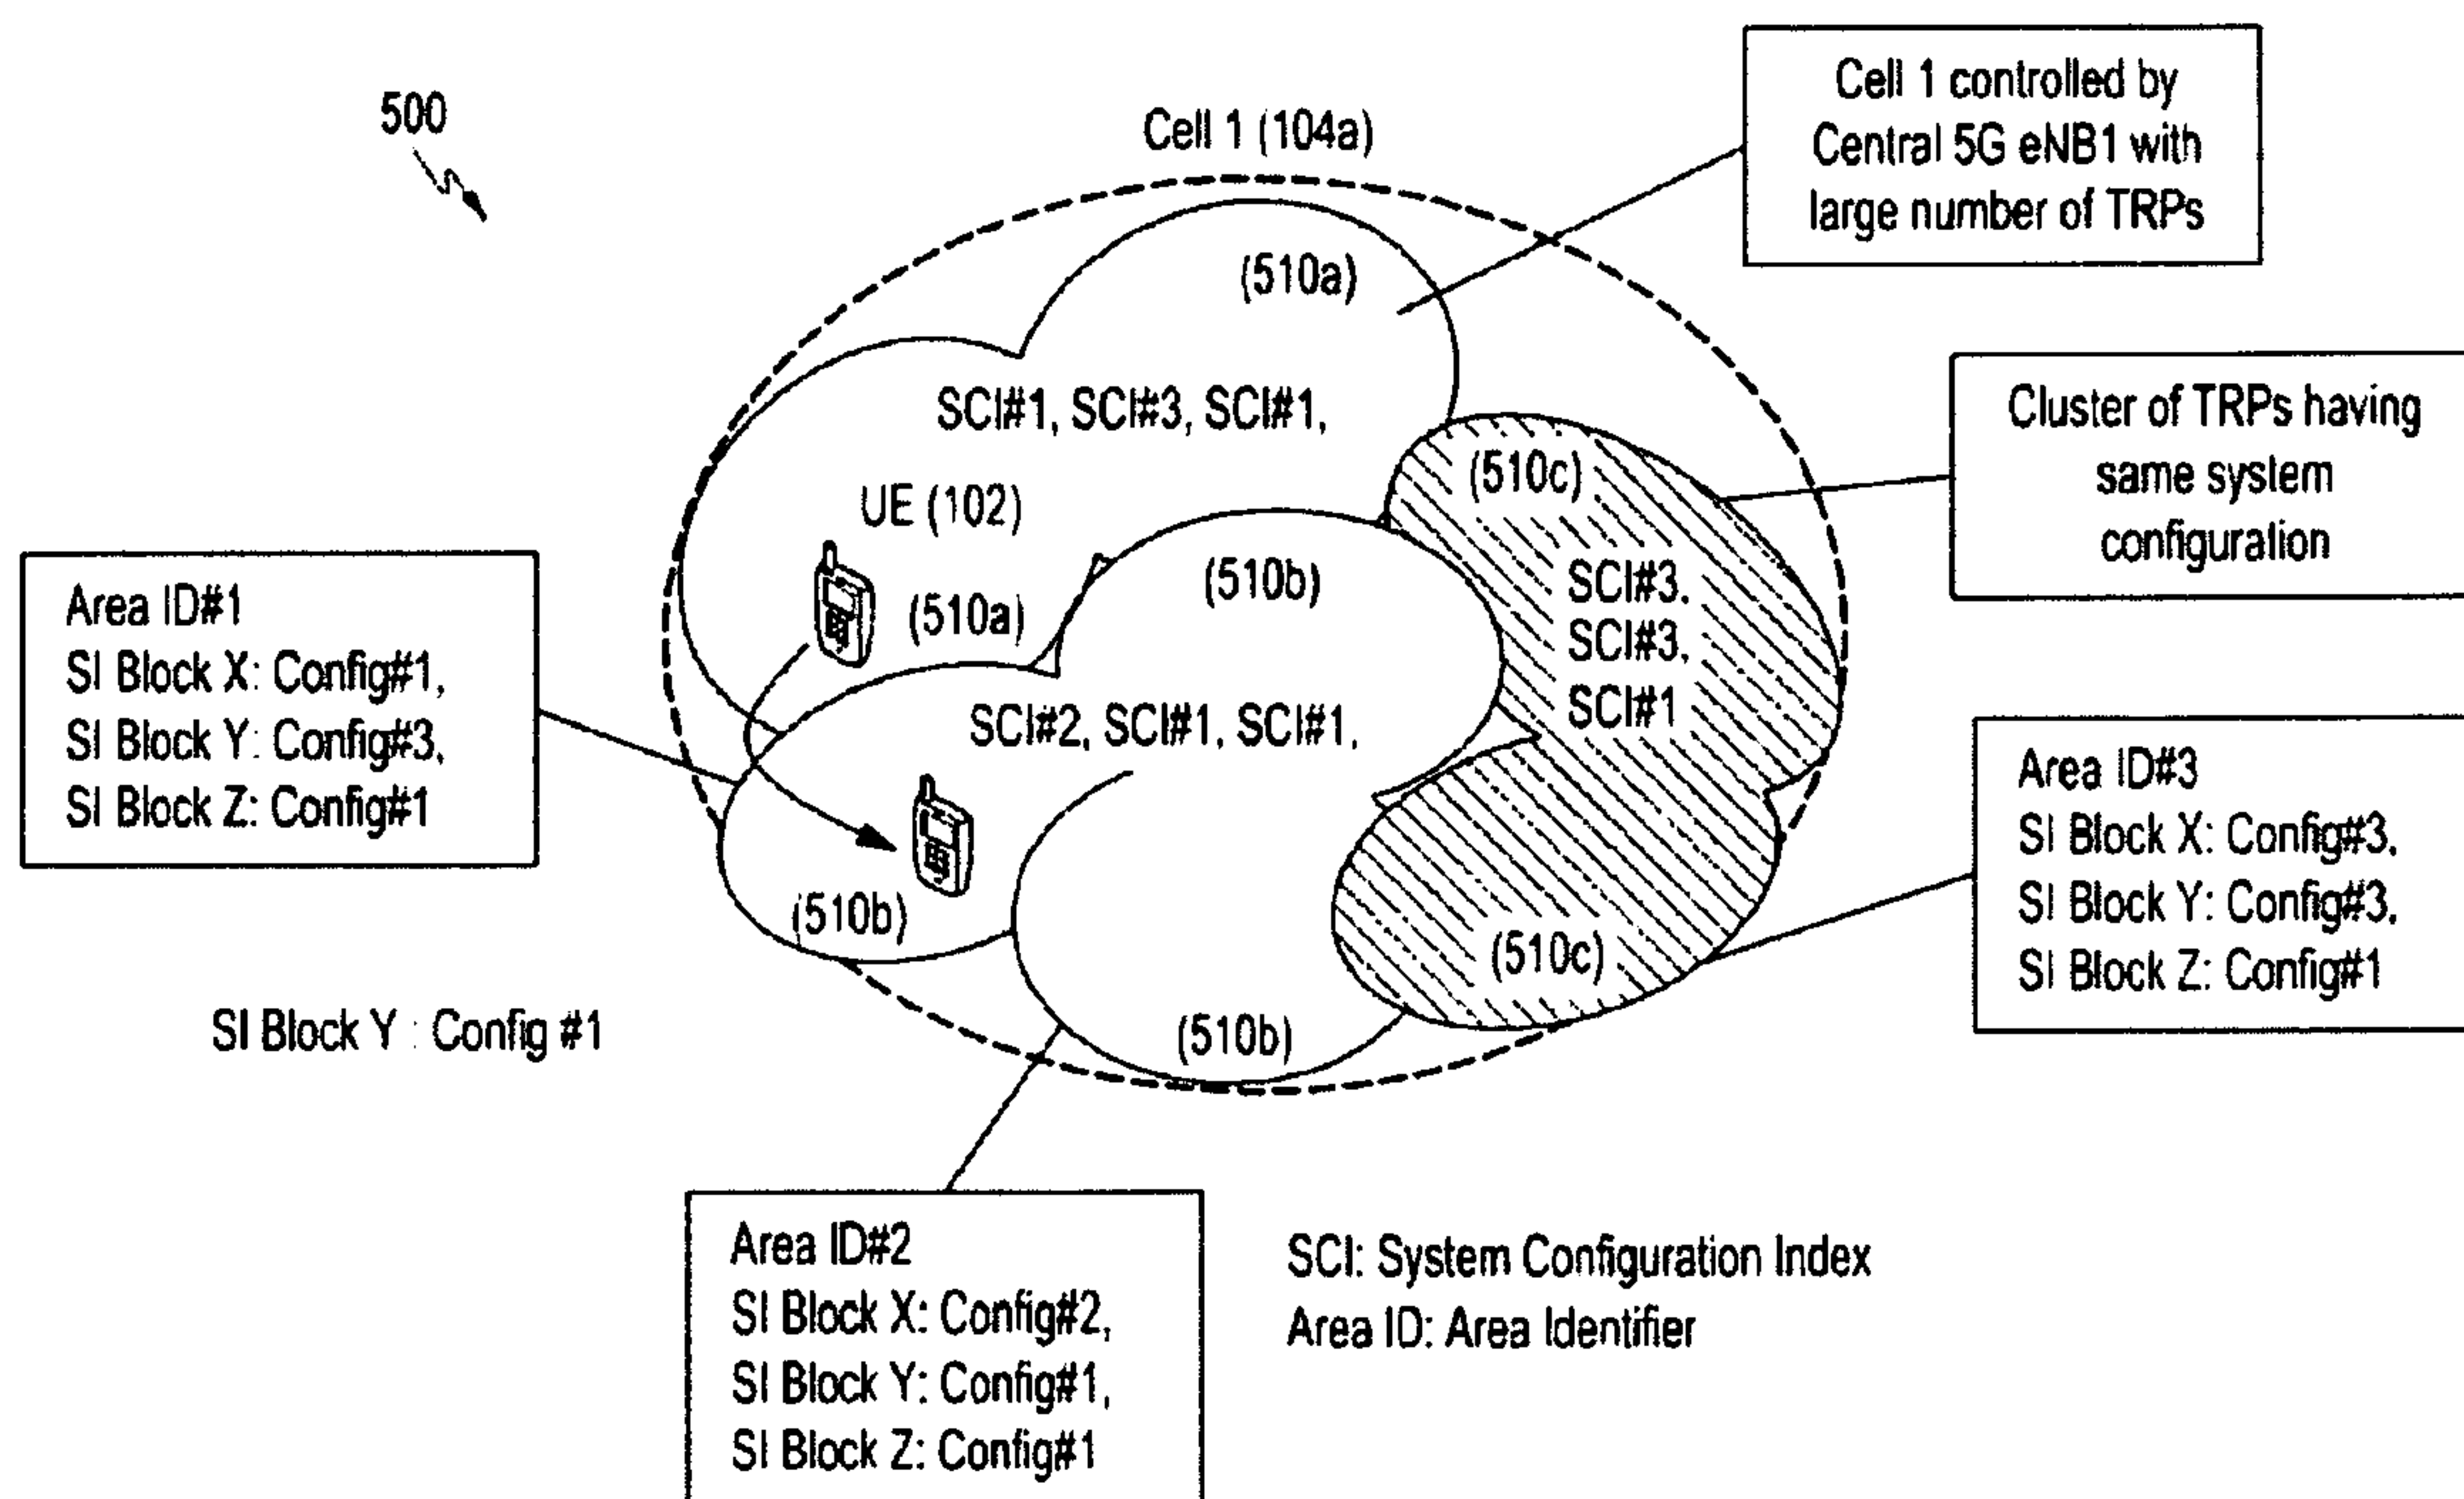 500
Cell 1 (104a)
Cell 1 controlled by
Central 5G eNB1 with
large number of TRPs
(510a)
SCI#1, SCI#3, SCI#1,
(510c)
Cluster of TRPs having
same system
configuration
UE (102)
(510a)
(510b)
SCI#3,
SCI#3,
SCI#1
Area ID#1
SI Block X: Config#1,
SI Block Y: Config#3,
SI Block Z: Config#1
SCI#2, SCI#1, SCI#1,
Area ID#3
SI Block X: Config#3,
SI Block Y: Config#3,
SI Block Z: Config#1
(510b)
(510c)
SI Block Y : Config #1
(510b)
Area ID#2
SI Block X: Config#2,
SI Block Y: Config#1,
SI Block Z: Config#1
SCI: System Configuration Index
Area ID: Area Identifier